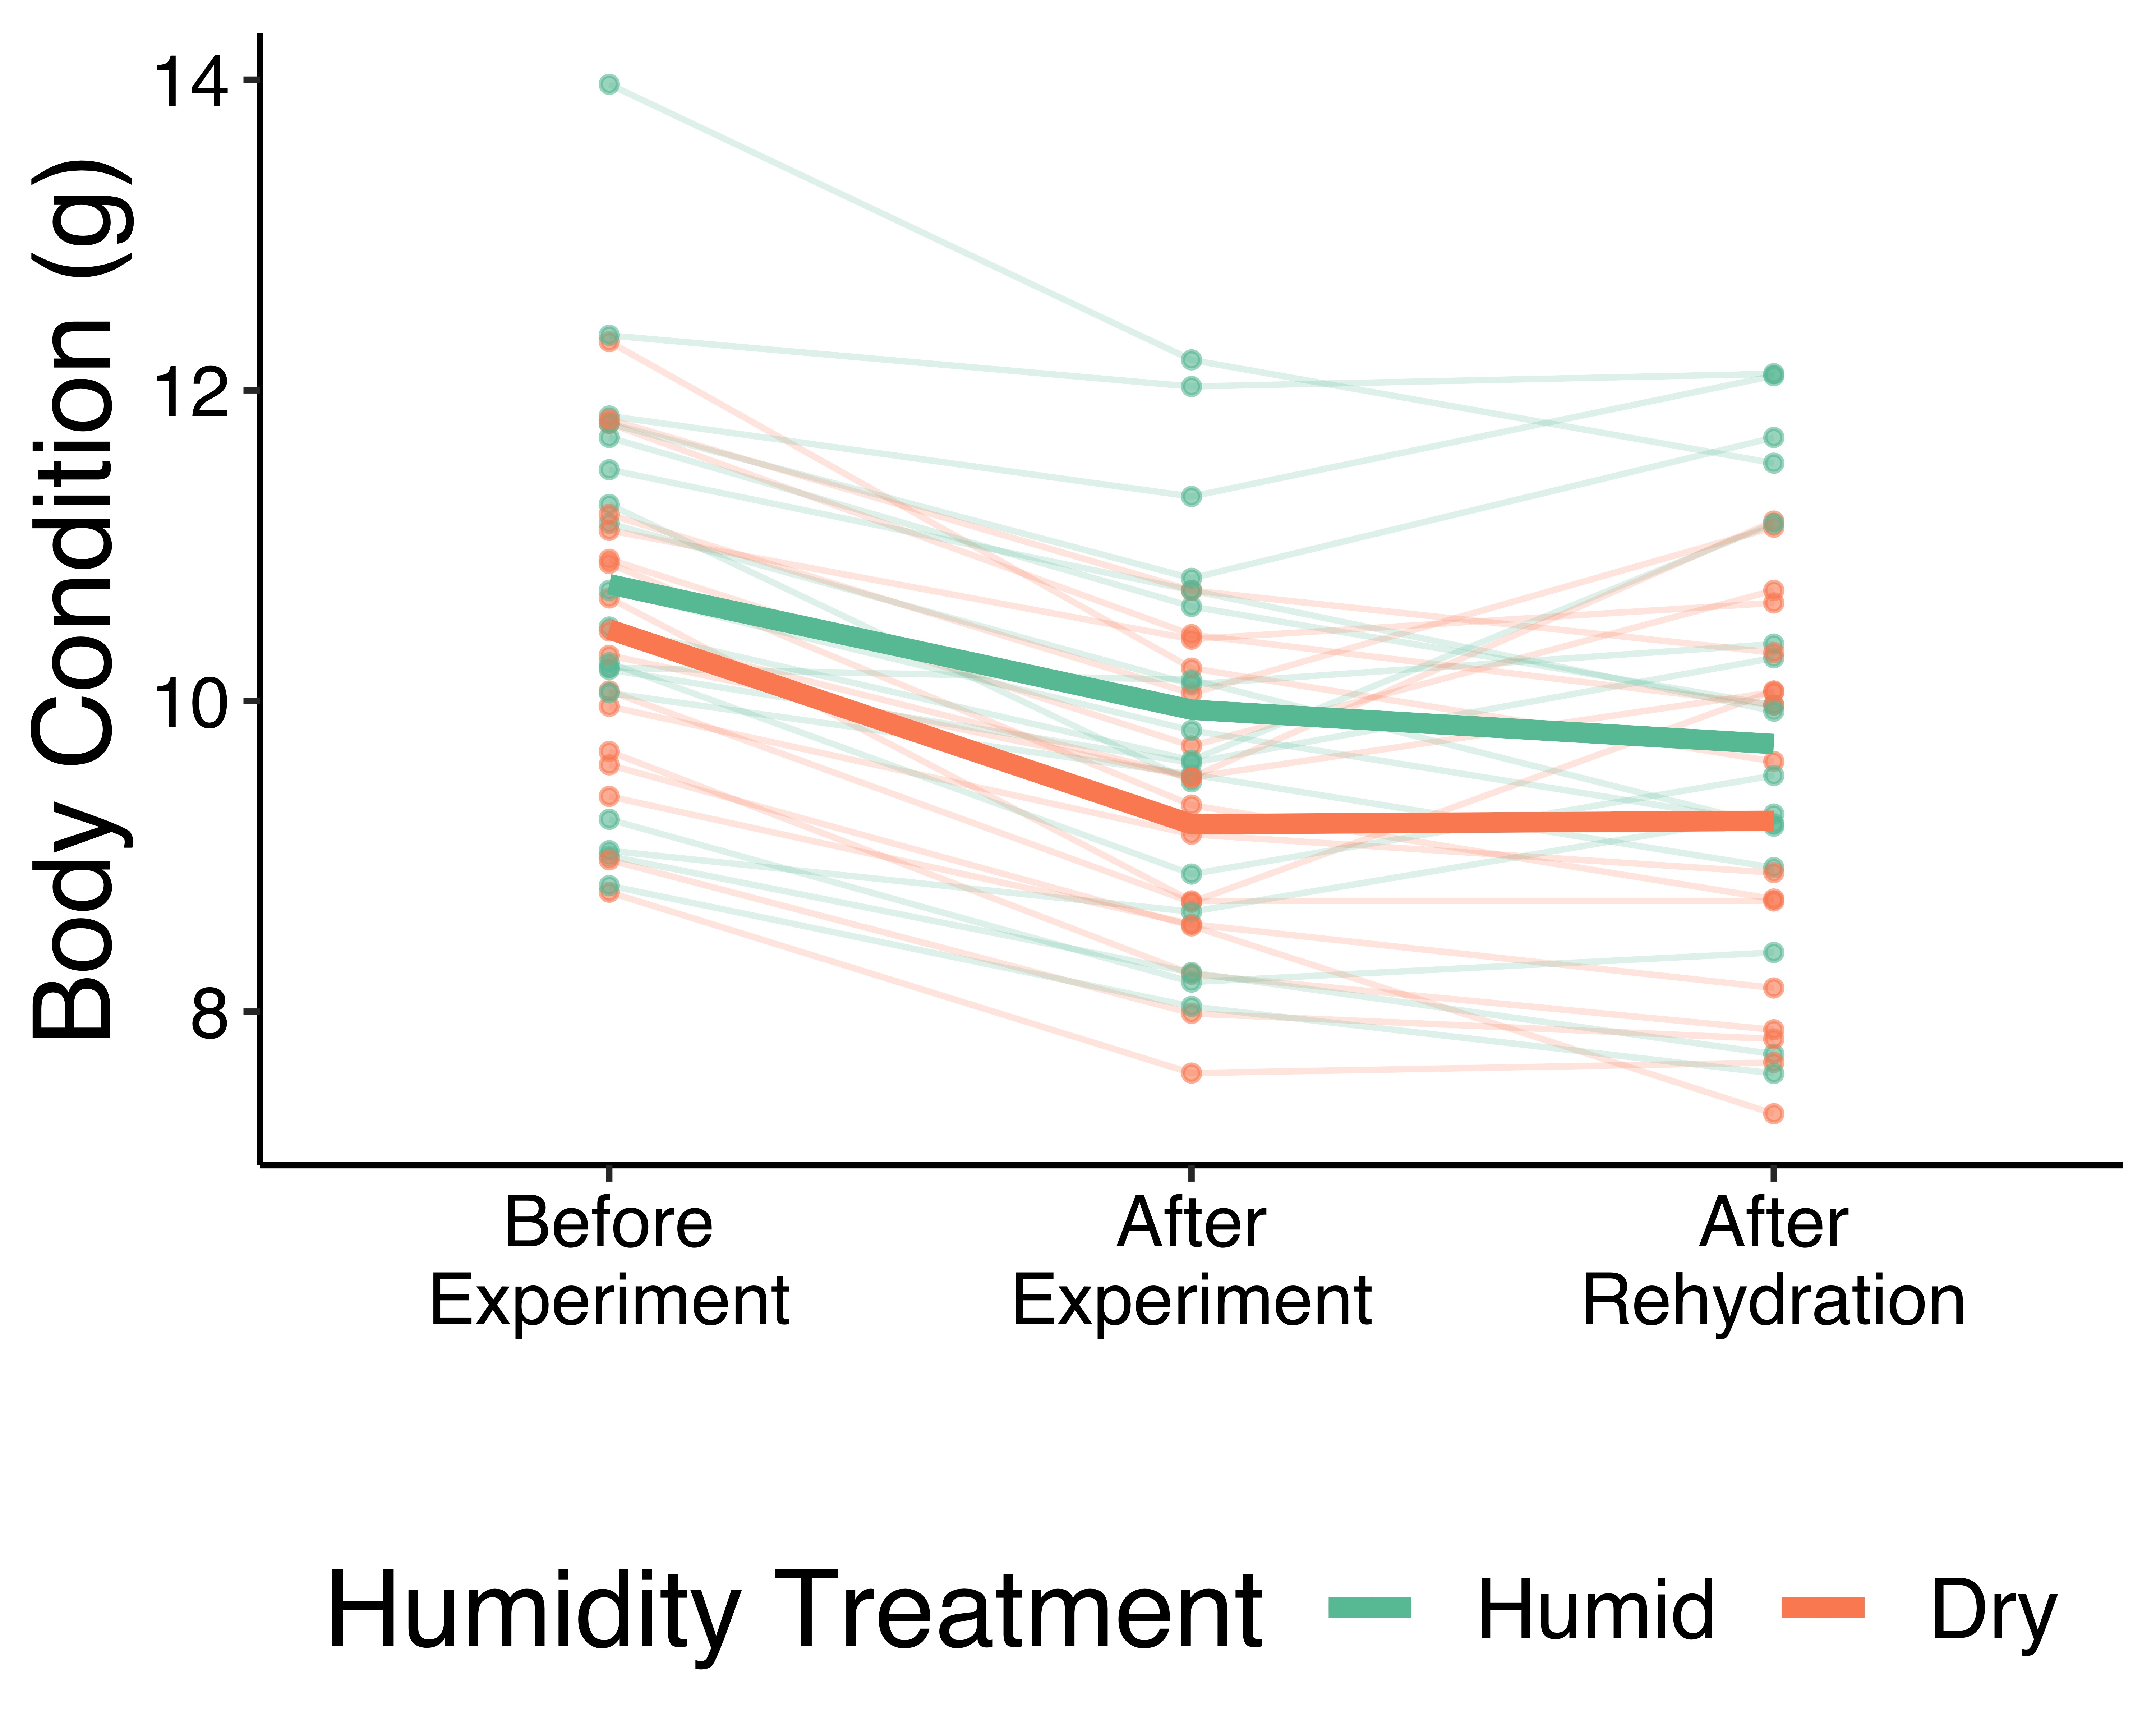 Body Condition (g)
14
12
10
8
Before
Experiment
After
Experiment
After
Rehydration
Humidity Treatment Humid Dry